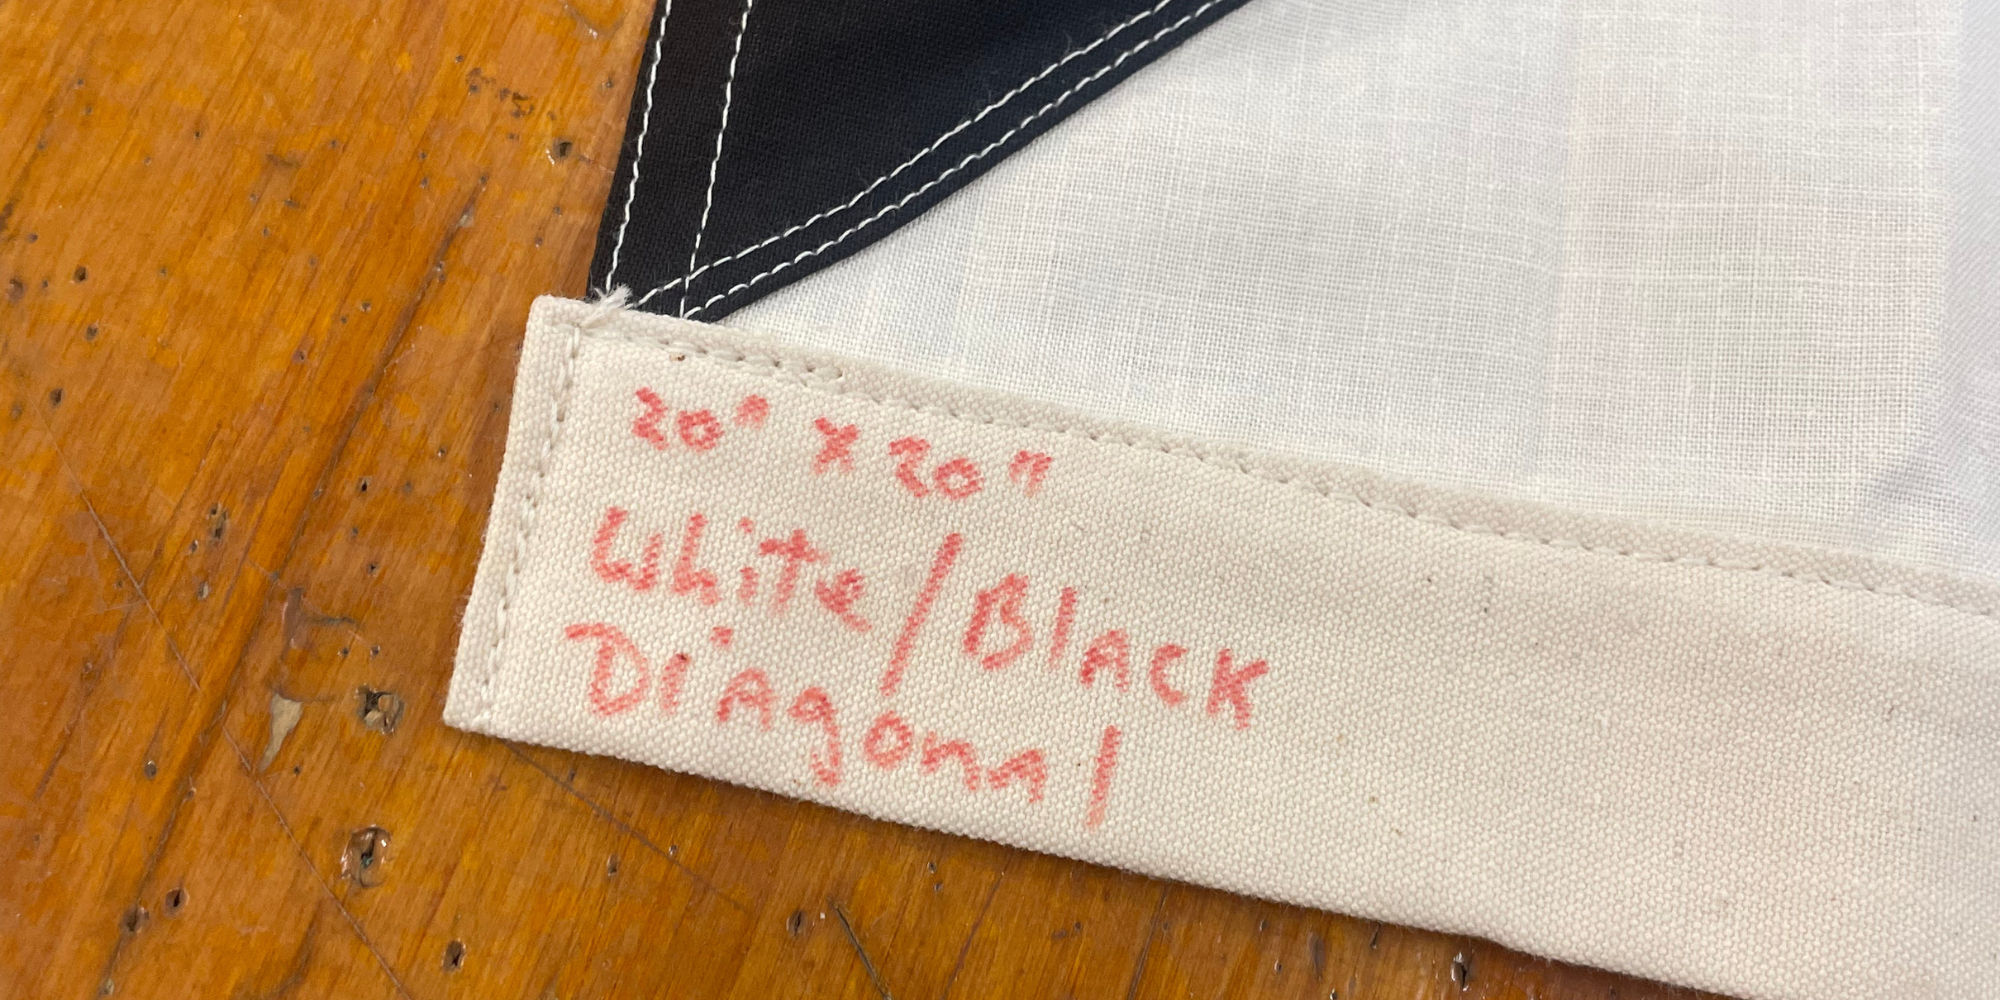 20" x 20"
White/Black
Diagonal